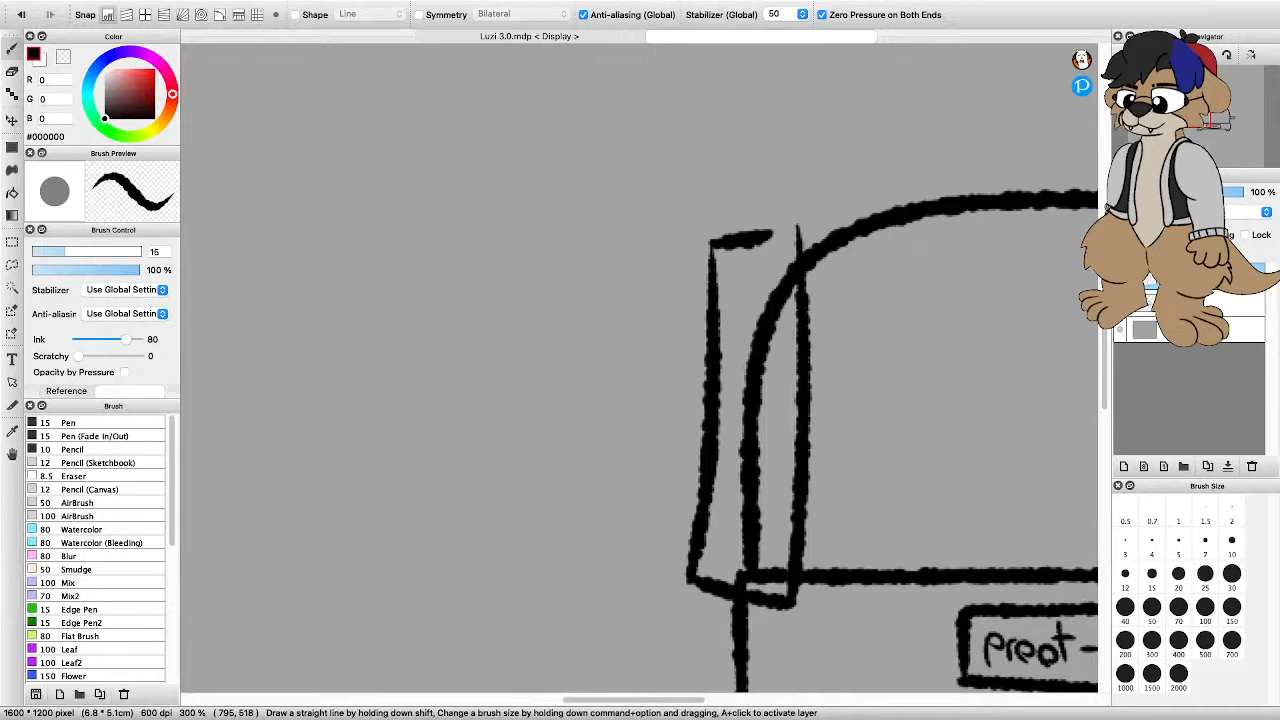 Snap
Shape
Line
Symmetry
Bilateral
Anti-aliasing (Global)
Stabilizer (Global)
50
Zero Pressure on Both Ends
Color
Luzi 3.0.mdp < Display >
R 0
G 0
B 0
#000000
Brush Preview
100 %
Lock
Brush Control
15
100 %
Stabilizer Use Global Settin
Anti-aliasin Use Global Settin
Ink 80
Scratchy 0
Opacity by Pressure
Reference
Brush
15 Pen
15 Pen (Fade In/Out)
10 Pencil
12 Pencil (Sketchbook)
8.5 Eraser
12 Pencil (Canvas)
50 AirBrush
100 AirBrush
80 Watercolor
80 Watercolor (Bleeding)
80 Blur
50 Smudge
100 Mix
70 Mix2
15 Edge Pen
15 Edge Pen2
80 Flat Brush
100 Leaf
100 Leaf2
150 Flower
Brush Size
0.5 0.7 1 1.5 2
3 4 5 7 10
12 15 20 25 30
40 50 70 100 150
200 300 400 500 700
1000 1500 2000
preot -
1600 * 1200 pixel (6.8 * 5.1cm) 600 dpi 300 % ( 795, 518 ) Draw a straight line by holding down shift, Change a brush size by holding down command+option and dragging, A+click to activate layer